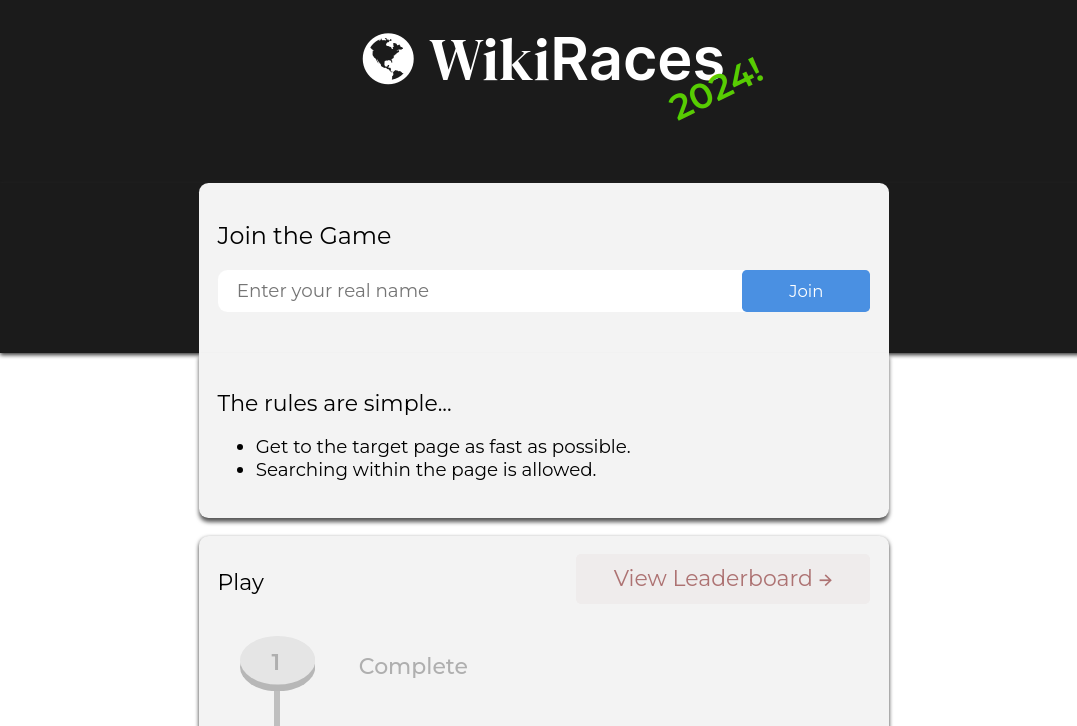 WikiRaces
2024!
Join the Game
Enter your real name
Join
The rules are simple...
• Get to the target page as fast as possible.
• Searching within the page is allowed.
Play
View Leaderboard →
1
Complete